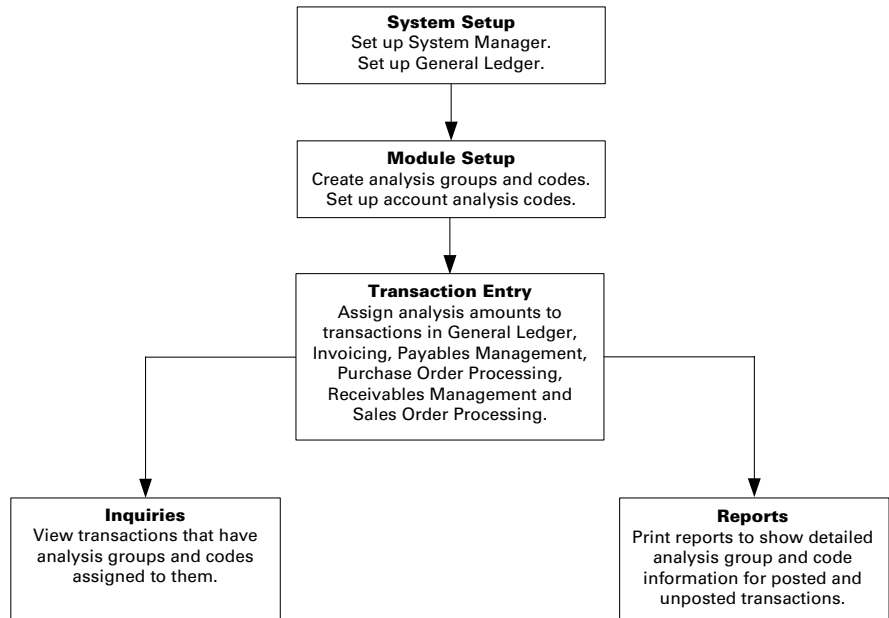 System Setup
Set up System Manager.
Set up General Ledger.
Module Setup
Create analysis groups and codes.
Set up account analysis codes.
Transaction Entry
Assign analysis amounts to
transactions in General Ledger,
Invoicing, Payables Management,
Purchase Order Processing,
Receivables Management and
Sales Order Processing.
Inquiries
View transactions that have
analysis groups and codes
assigned to them.
Reports
Print reports to show detailed
analysis group and code
information for posted and
unposted transactions.